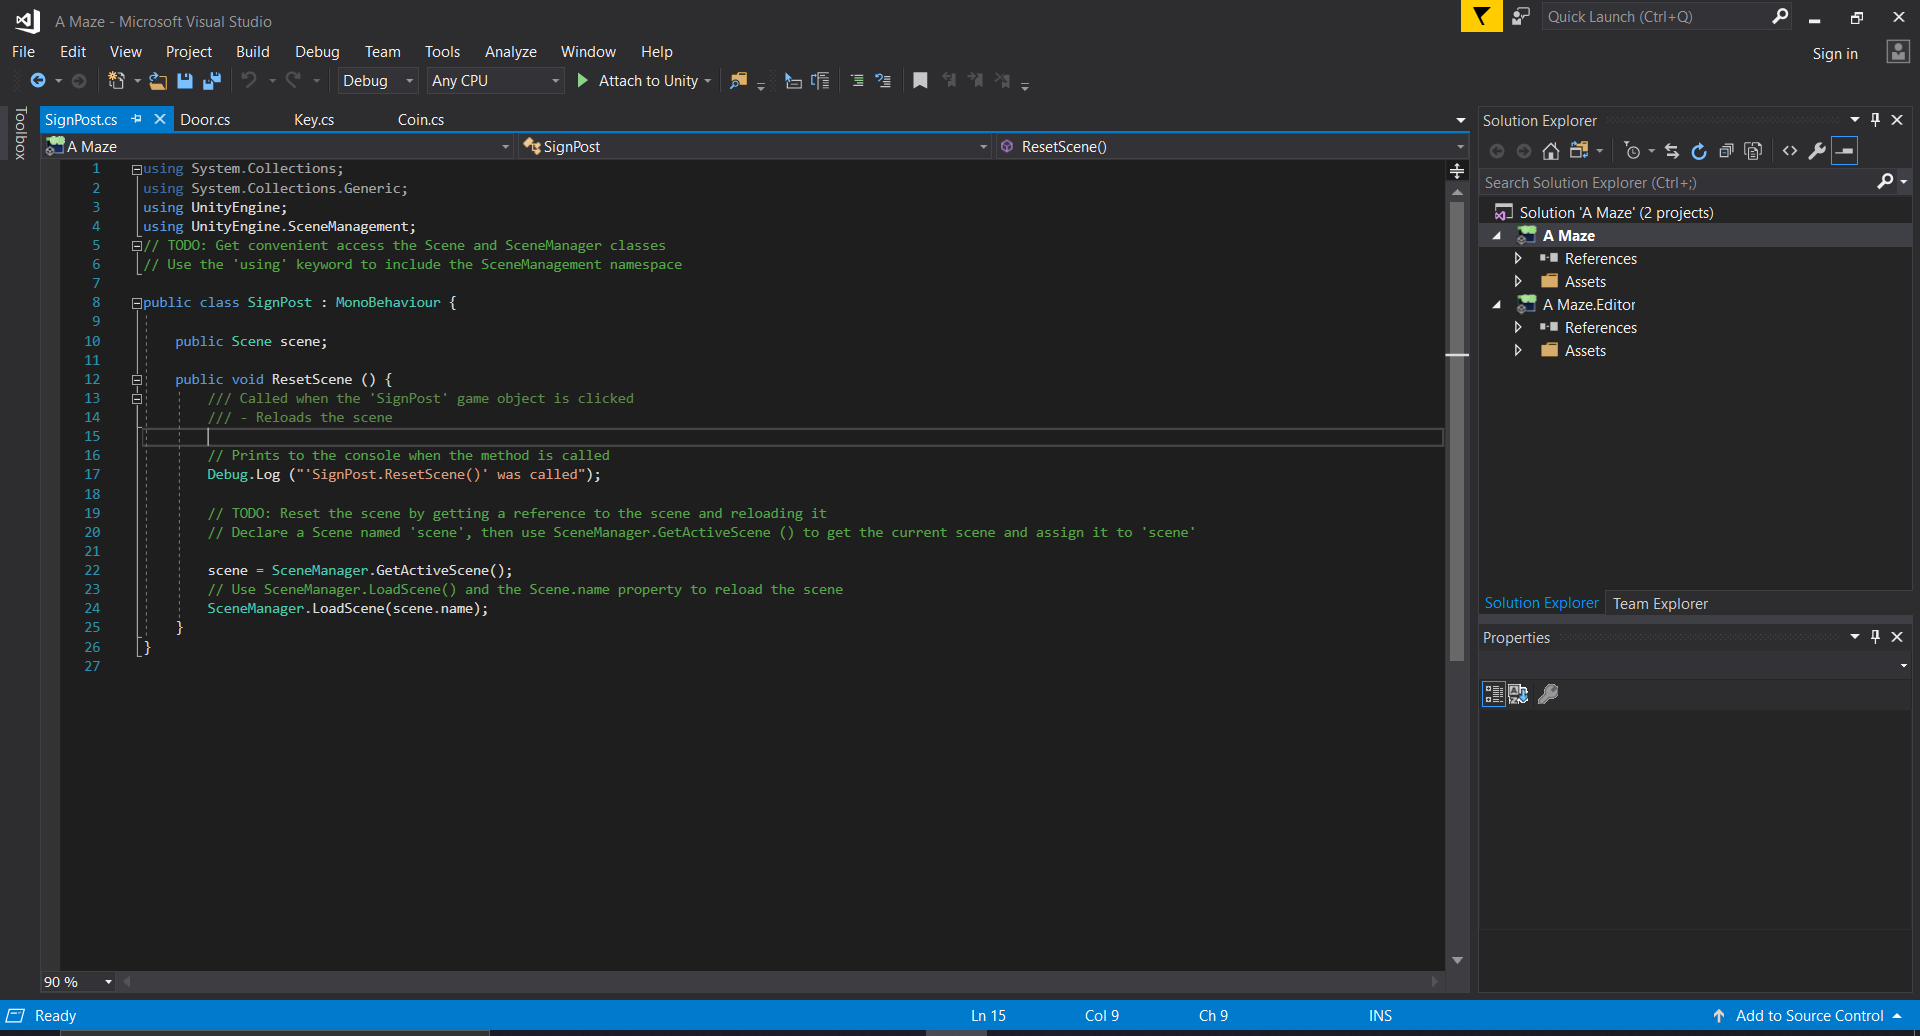 A Maze - Microsoft Visual Studio
Quick Launch (Ctrl+Q)
File Edit View Project Build Debug Team Tools Analyze Window Help
Sign in
Debug Any CPU Attach to Unity
Toolbox
SignPost.cs Door.cs Key.cs Coin.cs
A Maze SignPost ResetScene()
1 using System.Collections;
2 using System.Collections.Generic;
3 using UnityEngine;
4 using UnityEngine.SceneManagement;
5 // TODO: Get convenient access the Scene and SceneManager classes
6 // Use the 'using' keyword to include the SceneManagement namespace
7
8 public class SignPost : MonoBehaviour {
9
10 public Scene scene;
11
12 public void ResetScene () {
13 /// Called when the 'SignPost' game object is clicked
14 /// - Reloads the scene
15
16 // Prints to the console when the method is called
17 Debug.Log ("'SignPost.ResetScene()' was called");
18
19 // TODO: Reset the scene by getting a reference to the scene and reloading it
20 // Declare a Scene named 'scene', then use SceneManager.GetActiveScene () to get the current scene and assign it to 'scene'
21
22 scene = SceneManager.GetActiveScene();
23 // Use SceneManager.LoadScene() and the Scene.name property to reload the scene
24 SceneManager.LoadScene(scene.name);
25 }
26 }
27
90 %
Solution Explorer
Search Solution Explorer (Ctrl+;)
Solution 'A Maze' (2 projects)
A Maze
References
Assets
A Maze.Editor
References
Assets
Solution Explorer Team Explorer
Properties
Ready Ln 15 Col 9 Ch 9 INS Add to Source Control